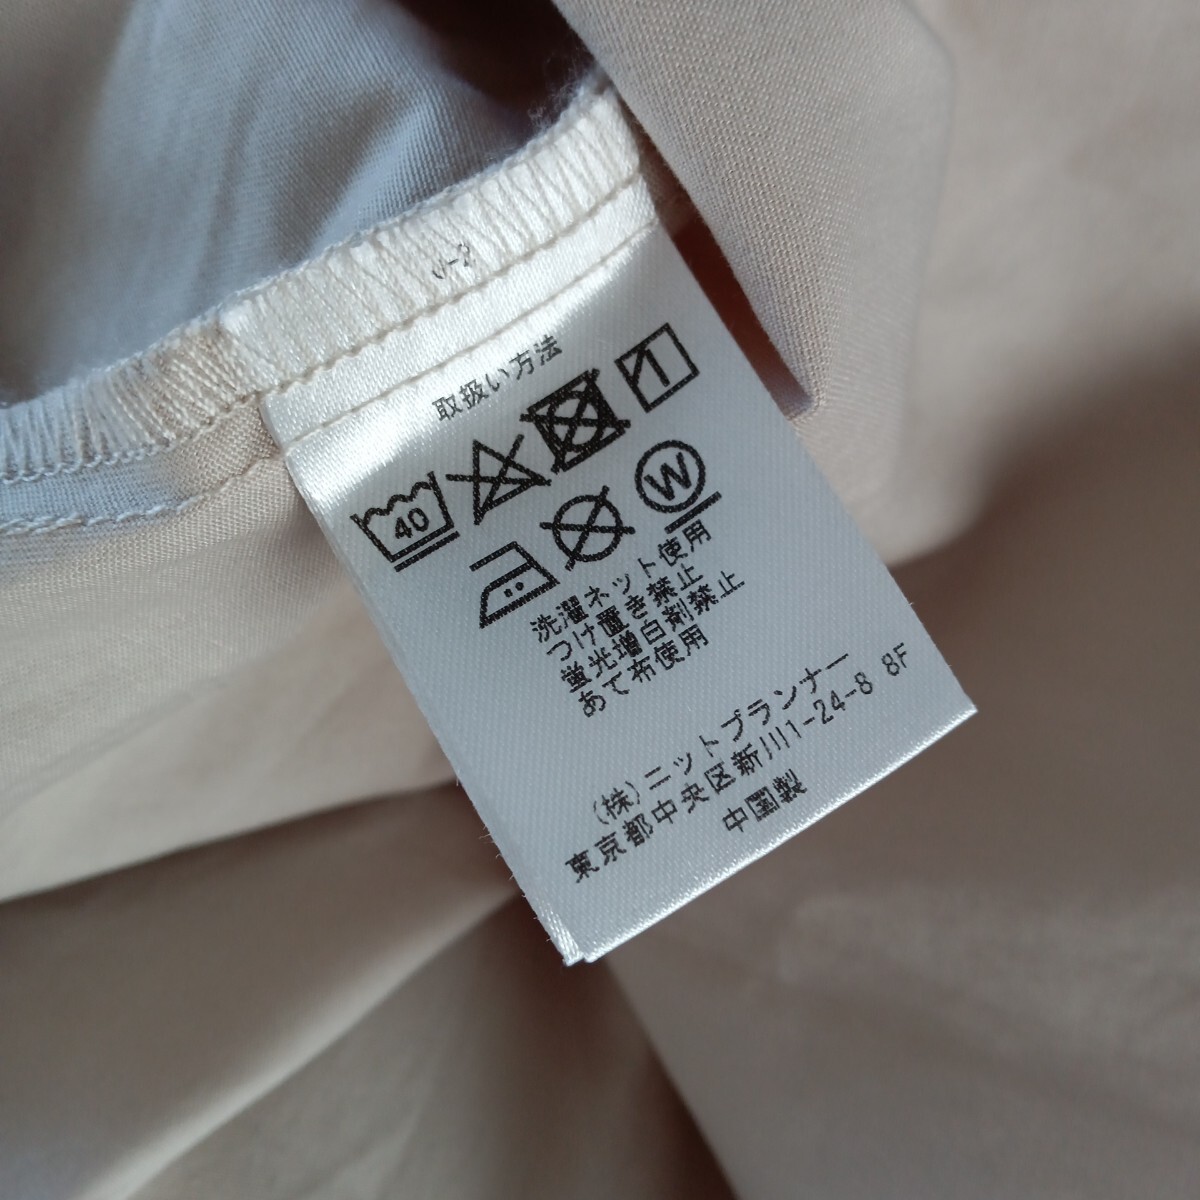 取扱い方法
40
W
洗濯ネット使用
つけ置き禁止
蛍光増白剤禁止
あて布使用
(株)ニットプランナー
東京都中央区新川1-24-8 8F
中国製